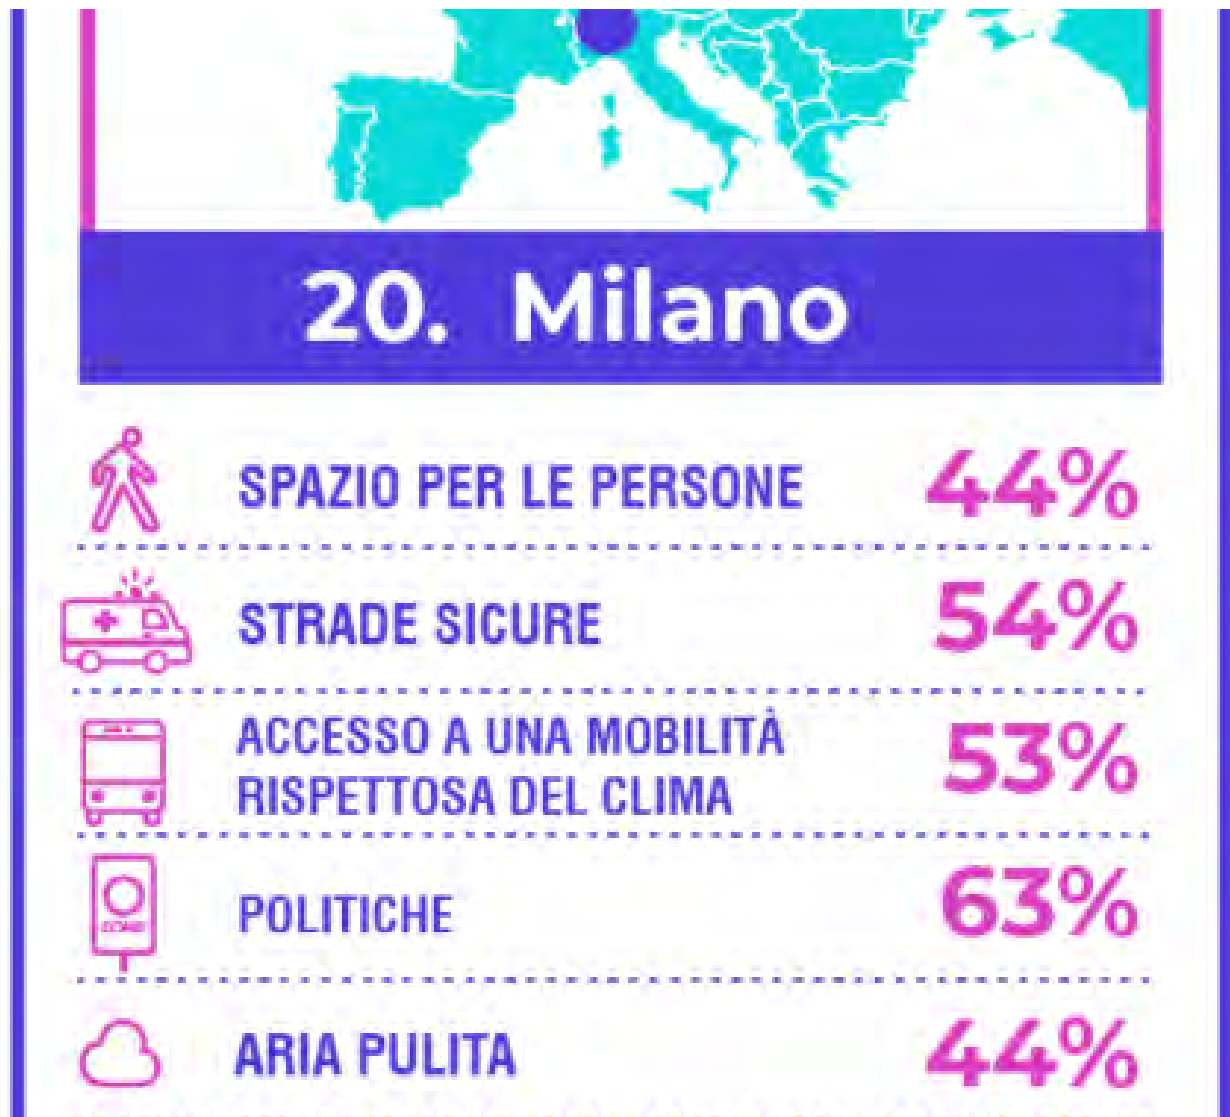 20. Milano
SPAZIO PER LE PERSONE 44%
STRADE SICURE 54%
ACCESSO A UNA MOBILITÀ
RISPETTOSA DEL CLIMA 53%
POLITICHE 63%
ARIA PULITA 44%